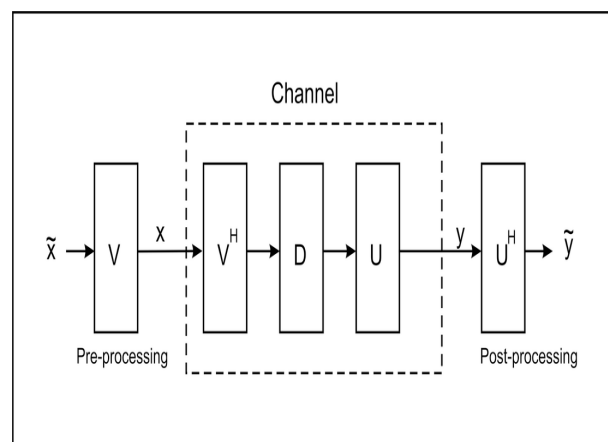 Channel
x̃ V x V^H D U y U^H ỹ
Pre-processing Post-processing